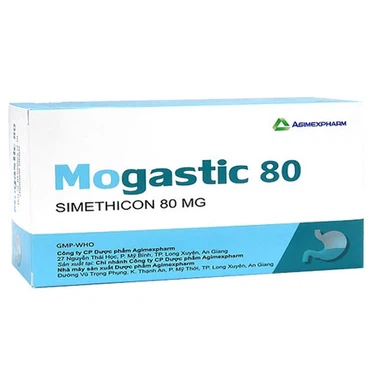 AGIMEXPHARM
Mogastic 80
SIMETHICON 80 MG
GMP-WHO
Công ty CP Dược phẩm Agimexpharm
27 Nguyễn Thái Học, P. Mỹ Bình, TP. Long Xuyên, An Giang
Sản xuất tại: Chi nhánh Công ty CP Dược phẩm Agimexpharm
Nhà máy sản xuất Dược phẩm Agimexpharm
Đường Vũ Trọng Phụng, K. Thạnh An, P. Mỹ Thới, TP. Long Xuyên, An Giang